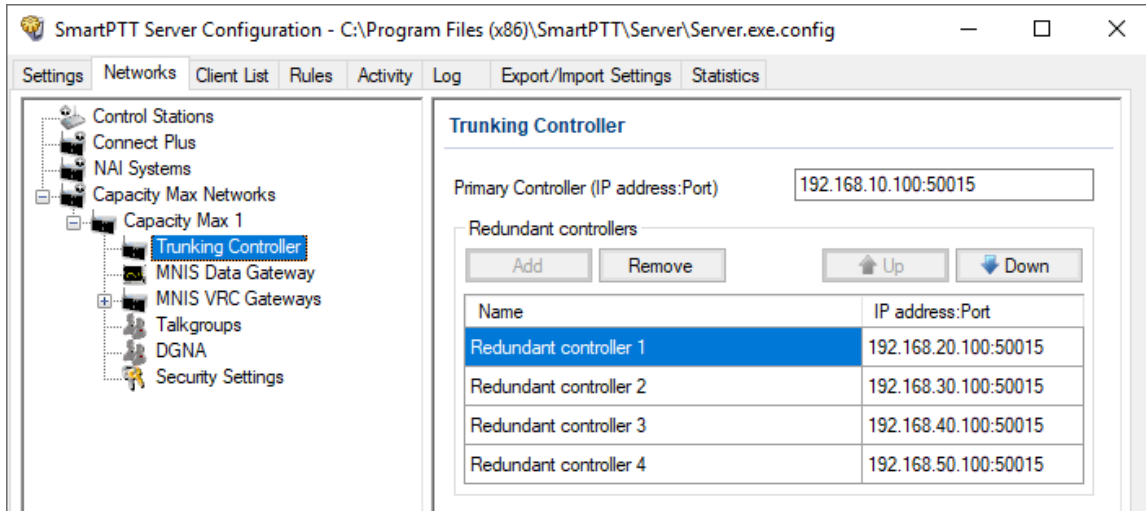 SmartPTT Server Configuration - C:\Program Files (x86)\SmartPTT\Server\Server.exe.config
Settings Networks Client List Rules Activity Log Export/Import Settings Statistics
Control Stations
Connect Plus
NAI Systems
Capacity Max Networks
Capacity Max 1
Trunking Controller
MNIS Data Gateway
MNIS VRC Gateways
Talkgroups
DGNA
Security Settings
Trunking Controller
Primary Controller (IP address:Port) 192.168.10.100:50015
Redundant controllers
Add Remove Up Down
Name IP address:Port
Redundant controller 1 192.168.20.100:50015
Redundant controller 2 192.168.30.100:50015
Redundant controller 3 192.168.40.100:50015
Redundant controller 4 192.168.50.100:50015